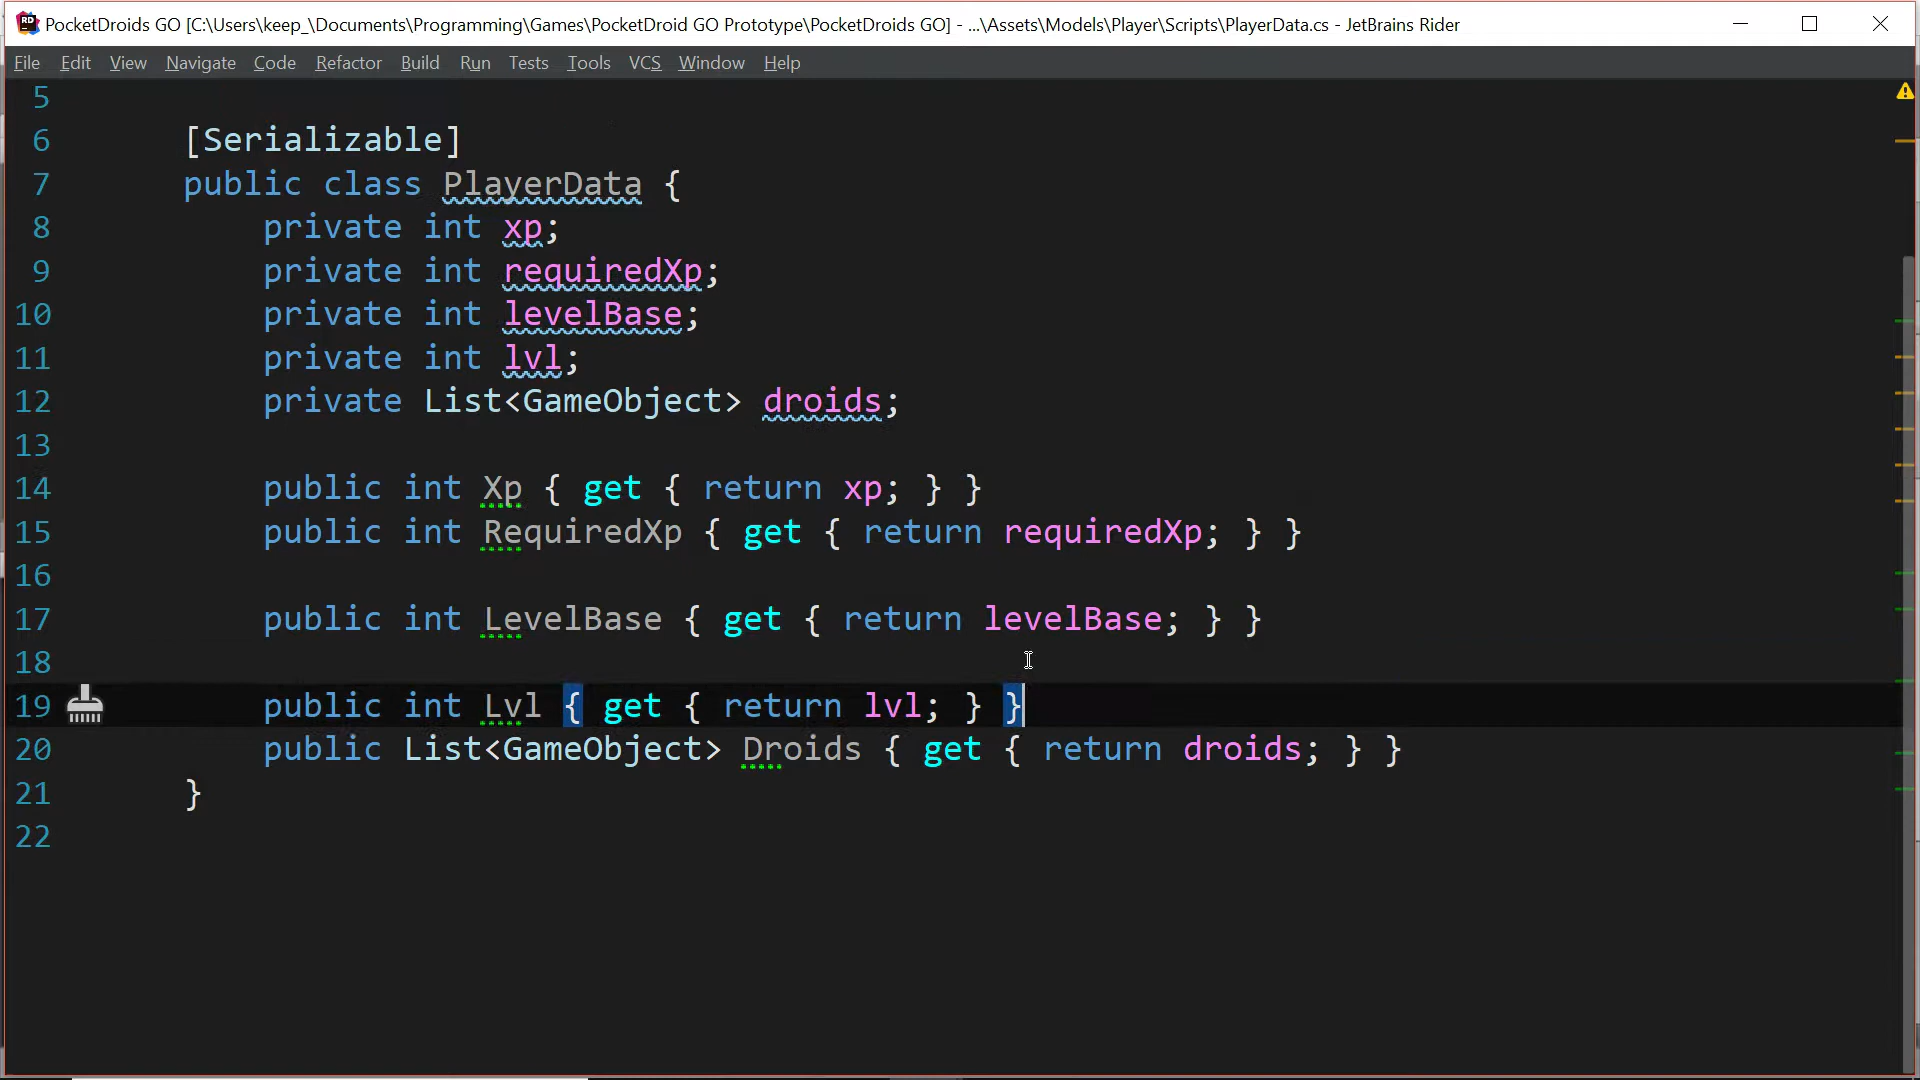 RD PocketDroids GO [C:\Users\keep_\Documents\Programming\Games\PocketDroid GO Prototype\PocketDroids GO] - ...\Assets\Models\Player\Scripts\PlayerData.cs - JetBrains Rider
File Edit View Navigate Code Refactor Build Run Tests Tools VCS Window Help
5
6 [Serializable]
7 public class PlayerData {
8 private int xp;
9 private int requiredXp;
10 private int levelBase;
11 private int lvl;
12 private List<GameObject> droids;
13
14 public int Xp { get { return xp; } }
15 public int RequiredXp { get { return requiredXp; } }
16
17 public int LevelBase { get { return levelBase; } }
18
19 public int Lvl { get { return lvl; } }
20 public List<GameObject> Droids { get { return droids; } }
21 }
22